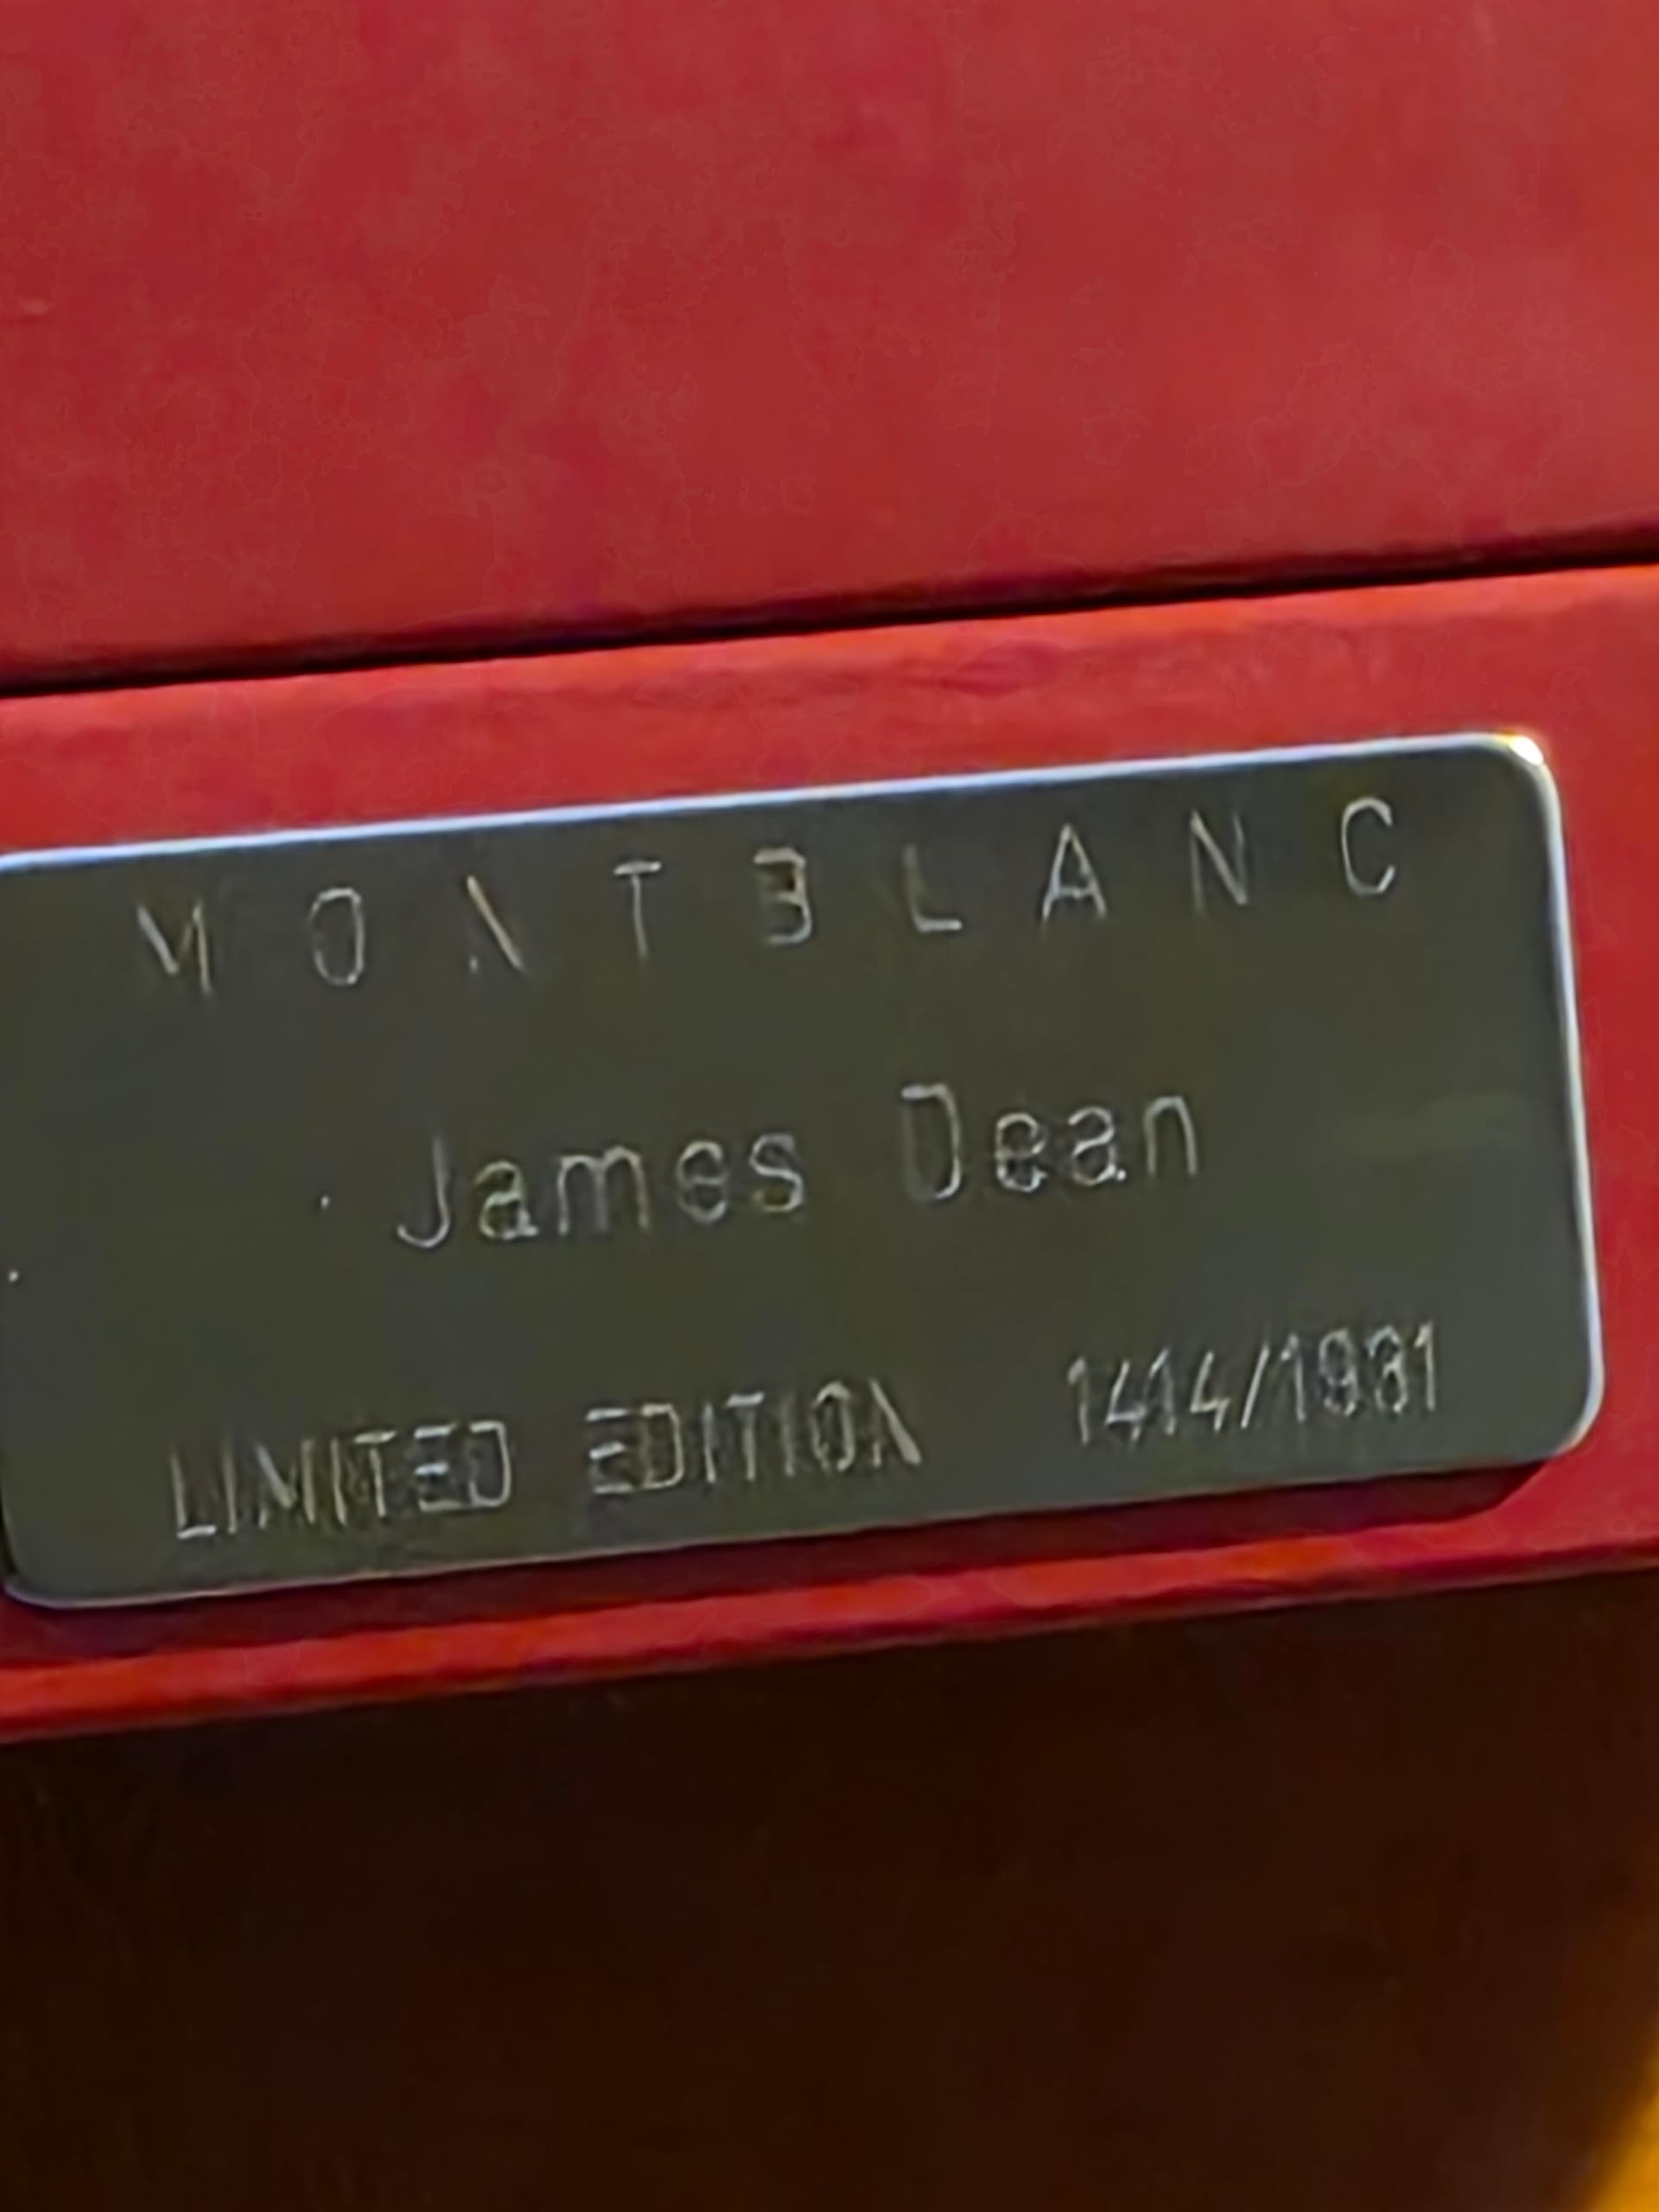 MONTBLANC
James Dean
LIMITED EDITION 1414/1931